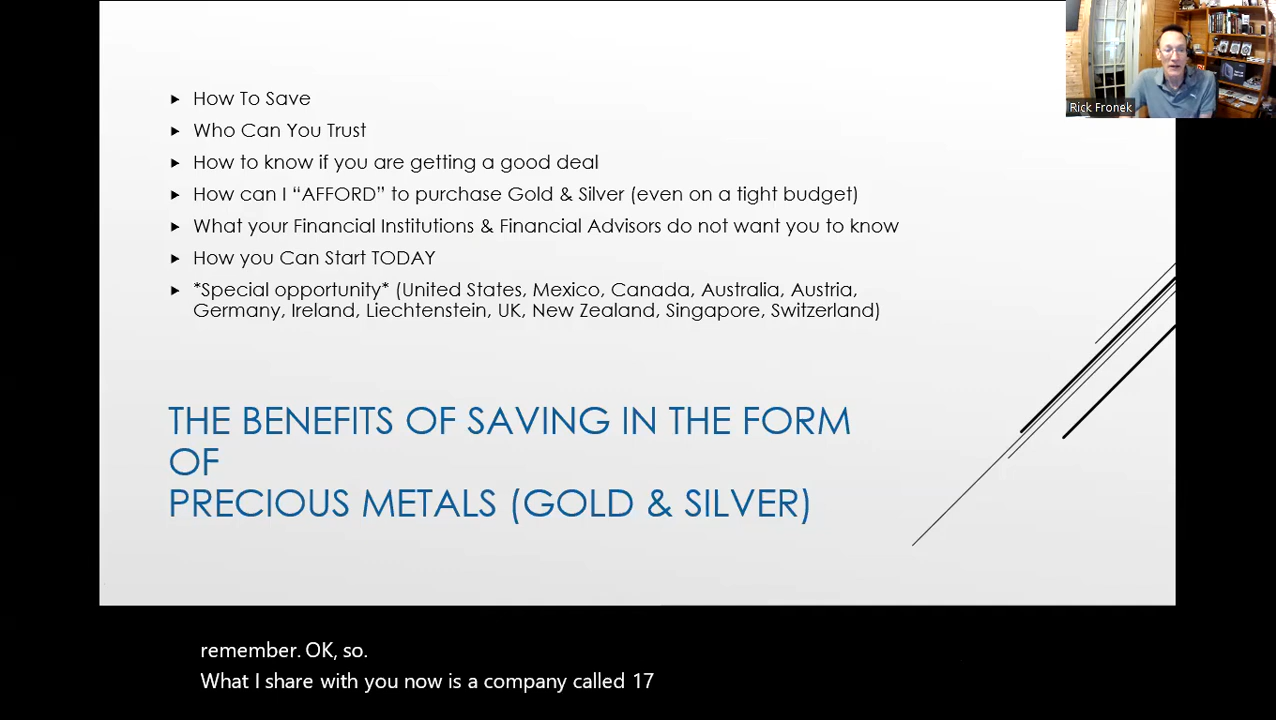 How To Save
Who Can You Trust
How to know if you are getting a good deal
How can I “AFFORD” to purchase Gold & Silver (even on a tight budget)
What your Financial Institutions & Financial Advisors do not want you to know
How you Can Start TODAY
*Special opportunity* (United States, Mexico, Canada, Australia, Austria,
Germany, Ireland, Liechtenstein, UK, New Zealand, Singapore, Switzerland)
THE BENEFITS OF SAVING IN THE FORM
OF
PRECIOUS METALS (GOLD & SILVER)
Rick Fronek
remember. OK, so.
What I share with you now is a company called 17